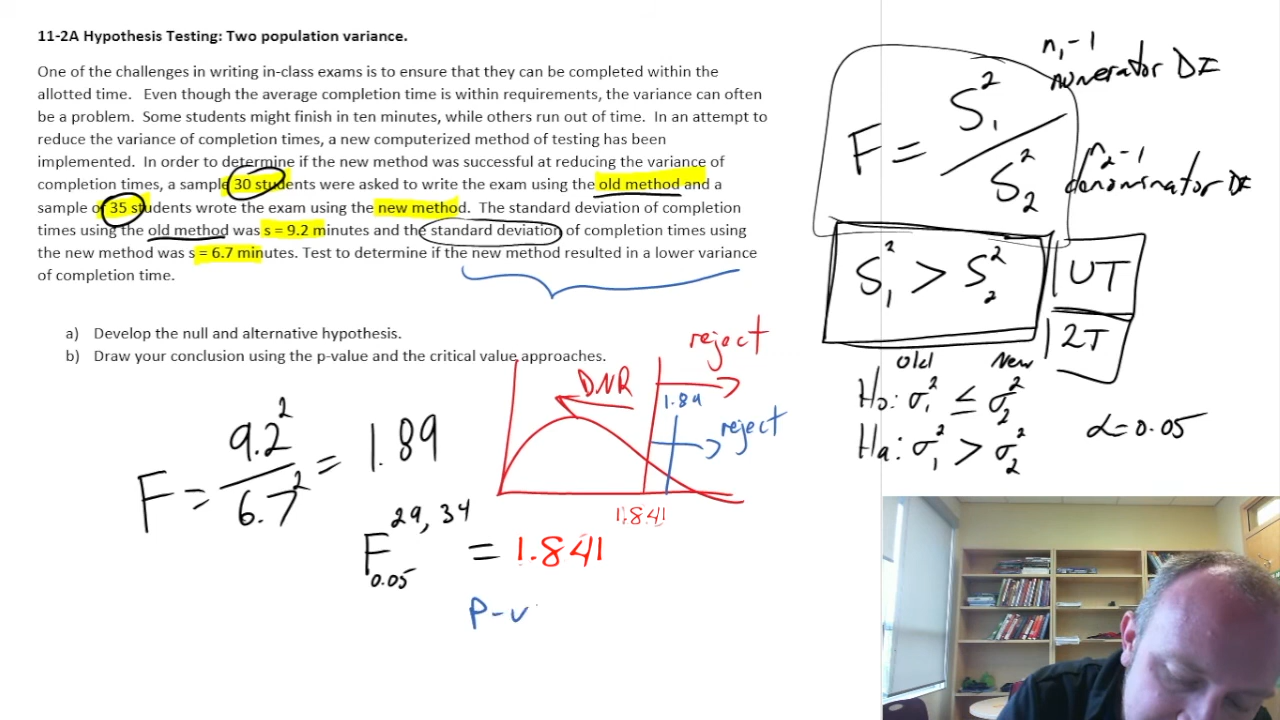 11-2A Hypothesis Testing: Two population variance.
One of the challenges in writing in-class exams is to ensure that they can be completed within the
allotted time. Even though the average completion time is within requirements, the variance can often
be a problem. Some students might finish in ten minutes, while others run out of time. In an attempt to
reduce the variance of completion times, a new computerized method of testing has been
implemented. In order to determine if the new method was successful at reducing the variance of
completion times, a sample 30 students were asked to write the exam using the old method and a
sample of 35 students wrote the exam using the new method. The standard deviation of completion
times using the old method was s = 9.2 minutes and the standard deviation of completion times using
the new method was s = 6.7 minutes. Test to determine if the new method resulted in a lower variance
of completion time.
a) Develop the null and alternative hypothesis.
b) Draw your conclusion using the p-value and the critical value approaches.
F = 9.2² / 6.7² = 1.89
F 29, 34 0.05 = 1.841
P-v
DNR
reject
1.89
reject
1.841
n₁-1
numerator DF
F = S₁² / S₂²
n₂-1
denominator DF
S₁² > S₂²
1 UT
1 2T
Old New
Ho: σ₁² ≤ σ₂²
Ha: σ₁² > σ₂²
α=0.05